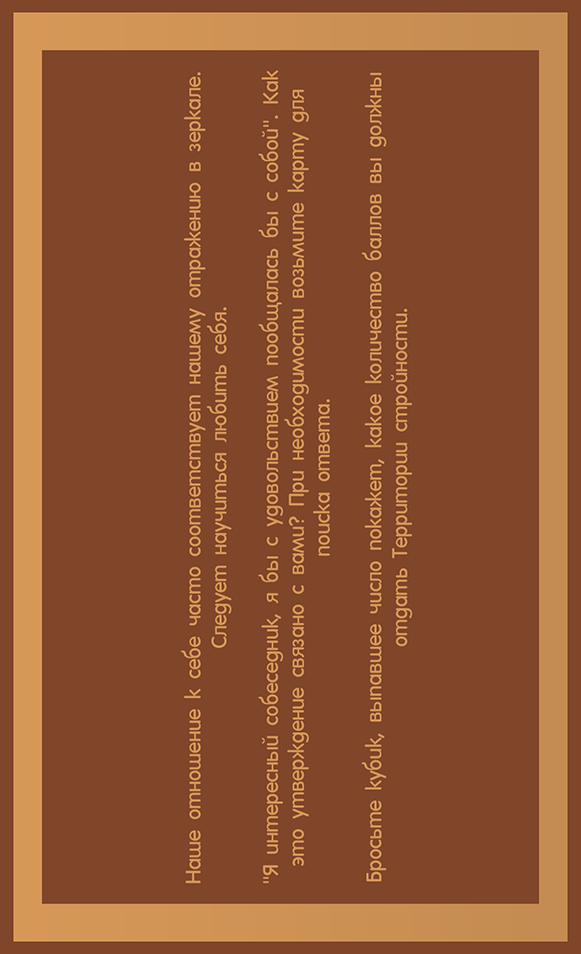 Наше отношение к себе часто соответствует нашему отражению в зеркале.
Следует научиться любить себя.
"Я интересный собеседник, я бы с удовольствием пообщалась бы с собой". Как
это утверждение связано с вами? При необходимости возьмите карту для
поиска ответа.
Бросьте кубик, выпавшее число покажет, какое количество баллов вы должны
отдать Территории стройности.